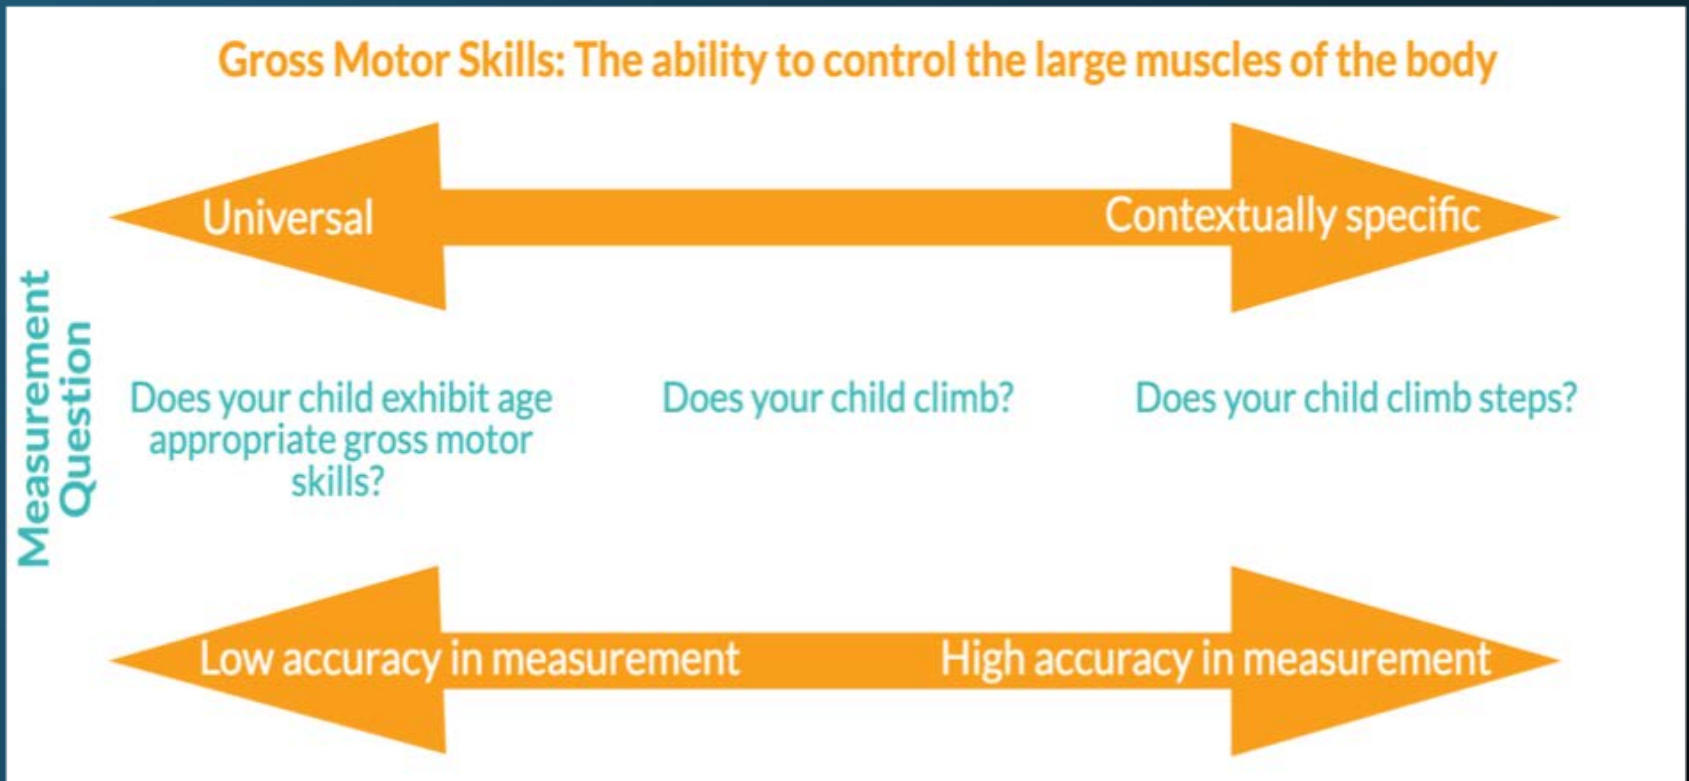 Gross Motor Skills: The ability to control the large muscles of the body
Universal
Contextually specific
Measurement
Question
Does your child exhibit age
appropriate gross motor
skills?
Does your child climb?
Does your child climb steps?
Low accuracy in measurement
High accuracy in measurement